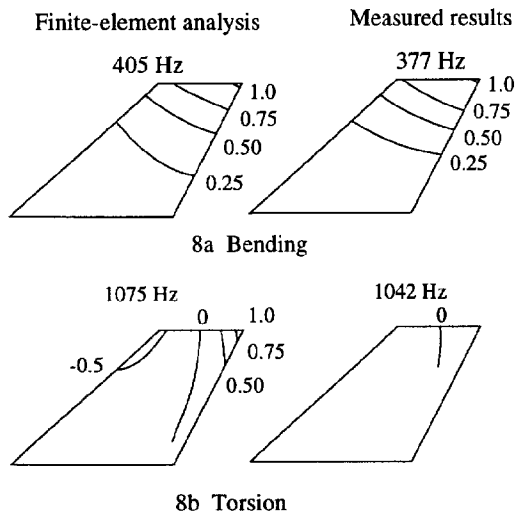 Finite-element analysis
Measured results
405 Hz
377 Hz
1.0
0.75
0.50
0.25
1.0
0.75
0.50
0.25
8a Bending
1075 Hz
1042 Hz
0
1.0
0.75
0.50
-0.5
0
8b Torsion